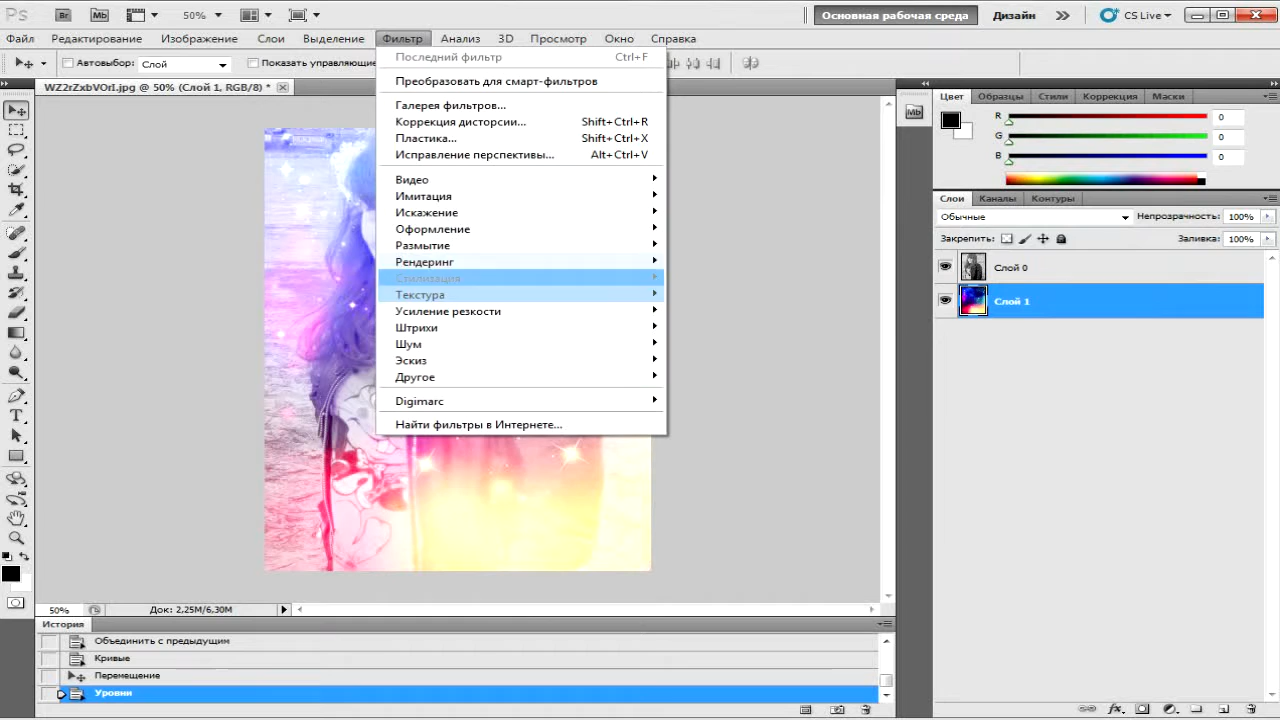 Ps Br Mb 50% Основная рабочая среда Дизайн CS Live
Файл Редактирование Изображение Слои Выделение Фильтр Анализ 3D Просмотр Окно Справка
Автовыбор: Слой Показать управляющие
WZ2rZxbVOrI.jpg @ 50% (Слой 1, RGB/8) *
Последний фильтр Ctrl+F
Преобразовать для смарт-фильтров
Галерея фильтров...
Коррекция дисторсии... Shift+Ctrl+R
Пластика... Shift+Ctrl+X
Исправление перспективы... Alt+Ctrl+V
Видео
Имитация
Искажение
Оформление
Размытие
Рендеринг
Стилизация
Текстура
Усиление резкости
Штрихи
Шум
Эскиз
Другое
Digimarc
Найти фильтры в Интернете...
Mb
Цвет Образцы Стили Коррекция Маски
R 0
G 0
B 0
Слои Каналы Контуры
Обычные Непрозрачность: 100%
Закрепить: Заливка: 100%
Слой 0
Слой 1
50% Док: 2,25M/6,30M
История
Объединить с предыдущим
Кривые
Перемещение
Уровни